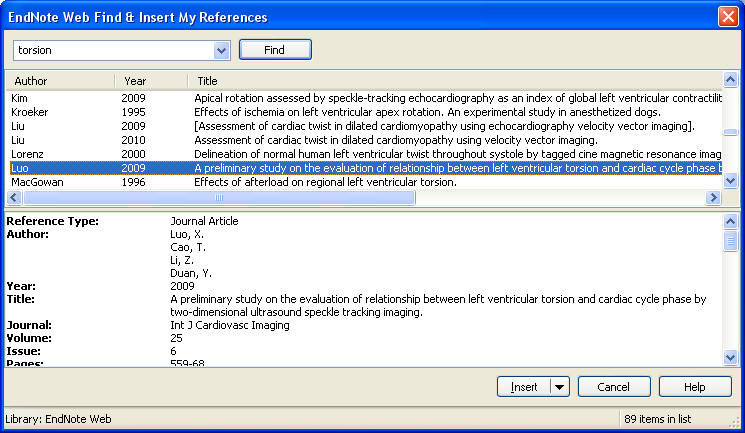 EndNote Web Find & Insert My References
torsion Find
Author Year Title
Kim 2009 Apical rotation assessed by speckle-tracking echocardiography as an index of global left ventricular contractilit
Kroeker 1995 Effects of ischemia on left ventricular apex rotation. An experimental study in anesthetized dogs.
Liu 2009 [Assessment of cardiac twist in dilated cardiomyopathy using echocardiography velocity vector imaging].
Liu 2010 Assessment of cardiac twist in dilated cardiomyopathy using velocity vector imaging.
Lorenz 2000 Delineation of normal human left ventricular twist throughout systole by tagged cine magnetic resonance imag
Luo 2009 A preliminary study on the evaluation of relationship between left ventricular torsion and cardiac cycle phase b
MacGowan 1996 Effects of afterload on regional left ventricular torsion.
Reference Type: Journal Article
Author: Luo, X.
Cao, T.
Li, Z.
Duan, Y.
Year: 2009
Title: A preliminary study on the evaluation of relationship between left ventricular torsion and cardiac cycle phase by
two-dimensional ultrasound speckle tracking imaging.
Journal: Int J Cardiovasc Imaging
Volume: 25
Issue: 6
Pages: 559-68
Insert Cancel Help
Library: EndNote Web 89 items in list